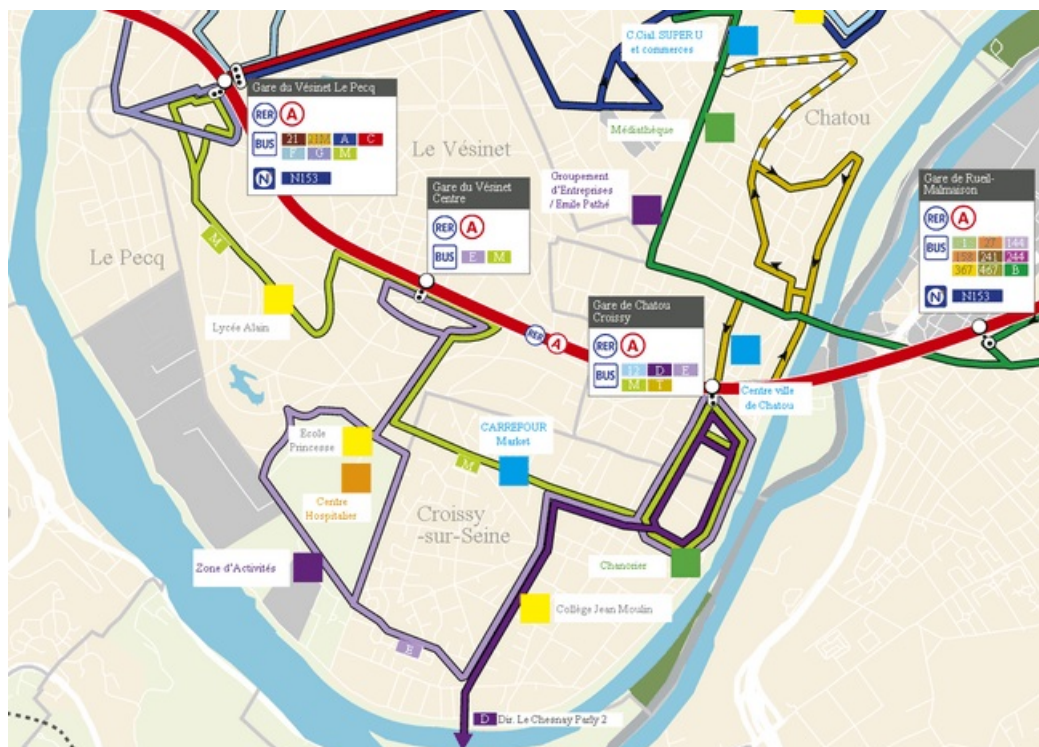 C.Cial. SUPER U
et commerces
Gare du Vésinet Le Pecq
RER A
BUS 21 A C
F G M
N N153
Médiathèque
Chatou
Le Vésinet
Groupement
d'Entreprises
/ Emile Pathé
Gare de Rueil-
Malmaison
RER A
BUS 1 27 144
158 241 244
367 467 B
N N153
Gare du Vésinet
Centre
RER A
BUS E M
M
Le Pecq
Lycée Alain
RER A
Gare de Chatou
Croissy
RER A
BUS 12 D E
M T
Centre ville
de Chatou
Ecole
Princesse
CARREFOUR
Market
M
Centre
Hospitalier
Croissy
-sur-Seine
Zone d'Activités
Chanorier
Collège Jean Moulin
E
D Dir. Le Chesnay Parly 2